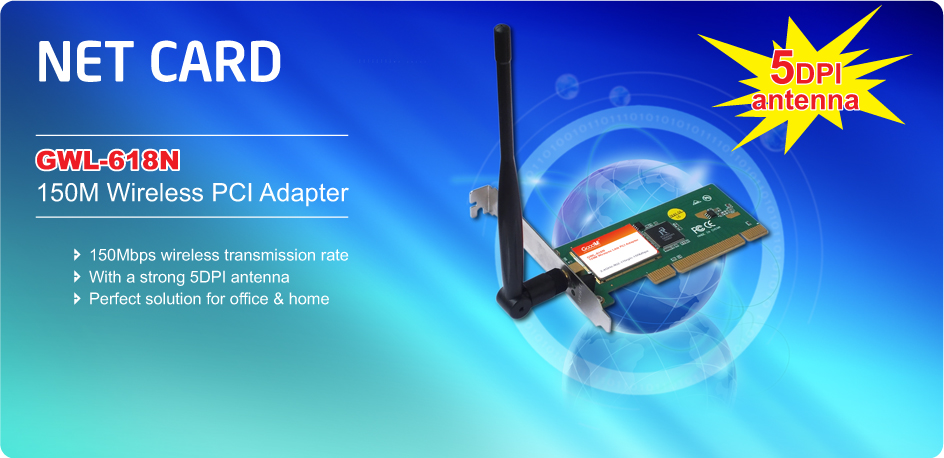 NET CARD
5DPI
antenna
GWL-618N
150M Wireless PCI Adapter
150Mbps wireless transmission rate
With a strong 5DPI antenna
Perfect solution for office & home